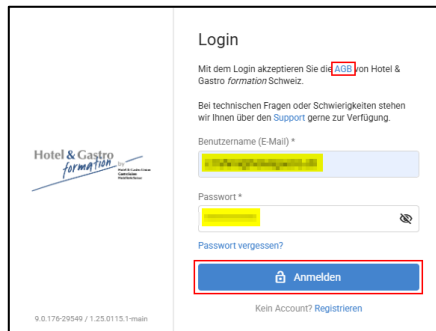 Login
Mit dem Login akzeptieren Sie die AGB von Hotel &
Gastro formation Schweiz.
Bei technischen Fragen oder Schwierigkeiten stehen
wir Ihnen über den Support gerne zur Verfügung.
Hotel & Gastro
formation
by
Benutzername (E-Mail) *
Passwort *
Passwort vergessen?
Anmelden
Kein Account? Registrieren
9.0.176-29549 / 1.25.0115.1-main